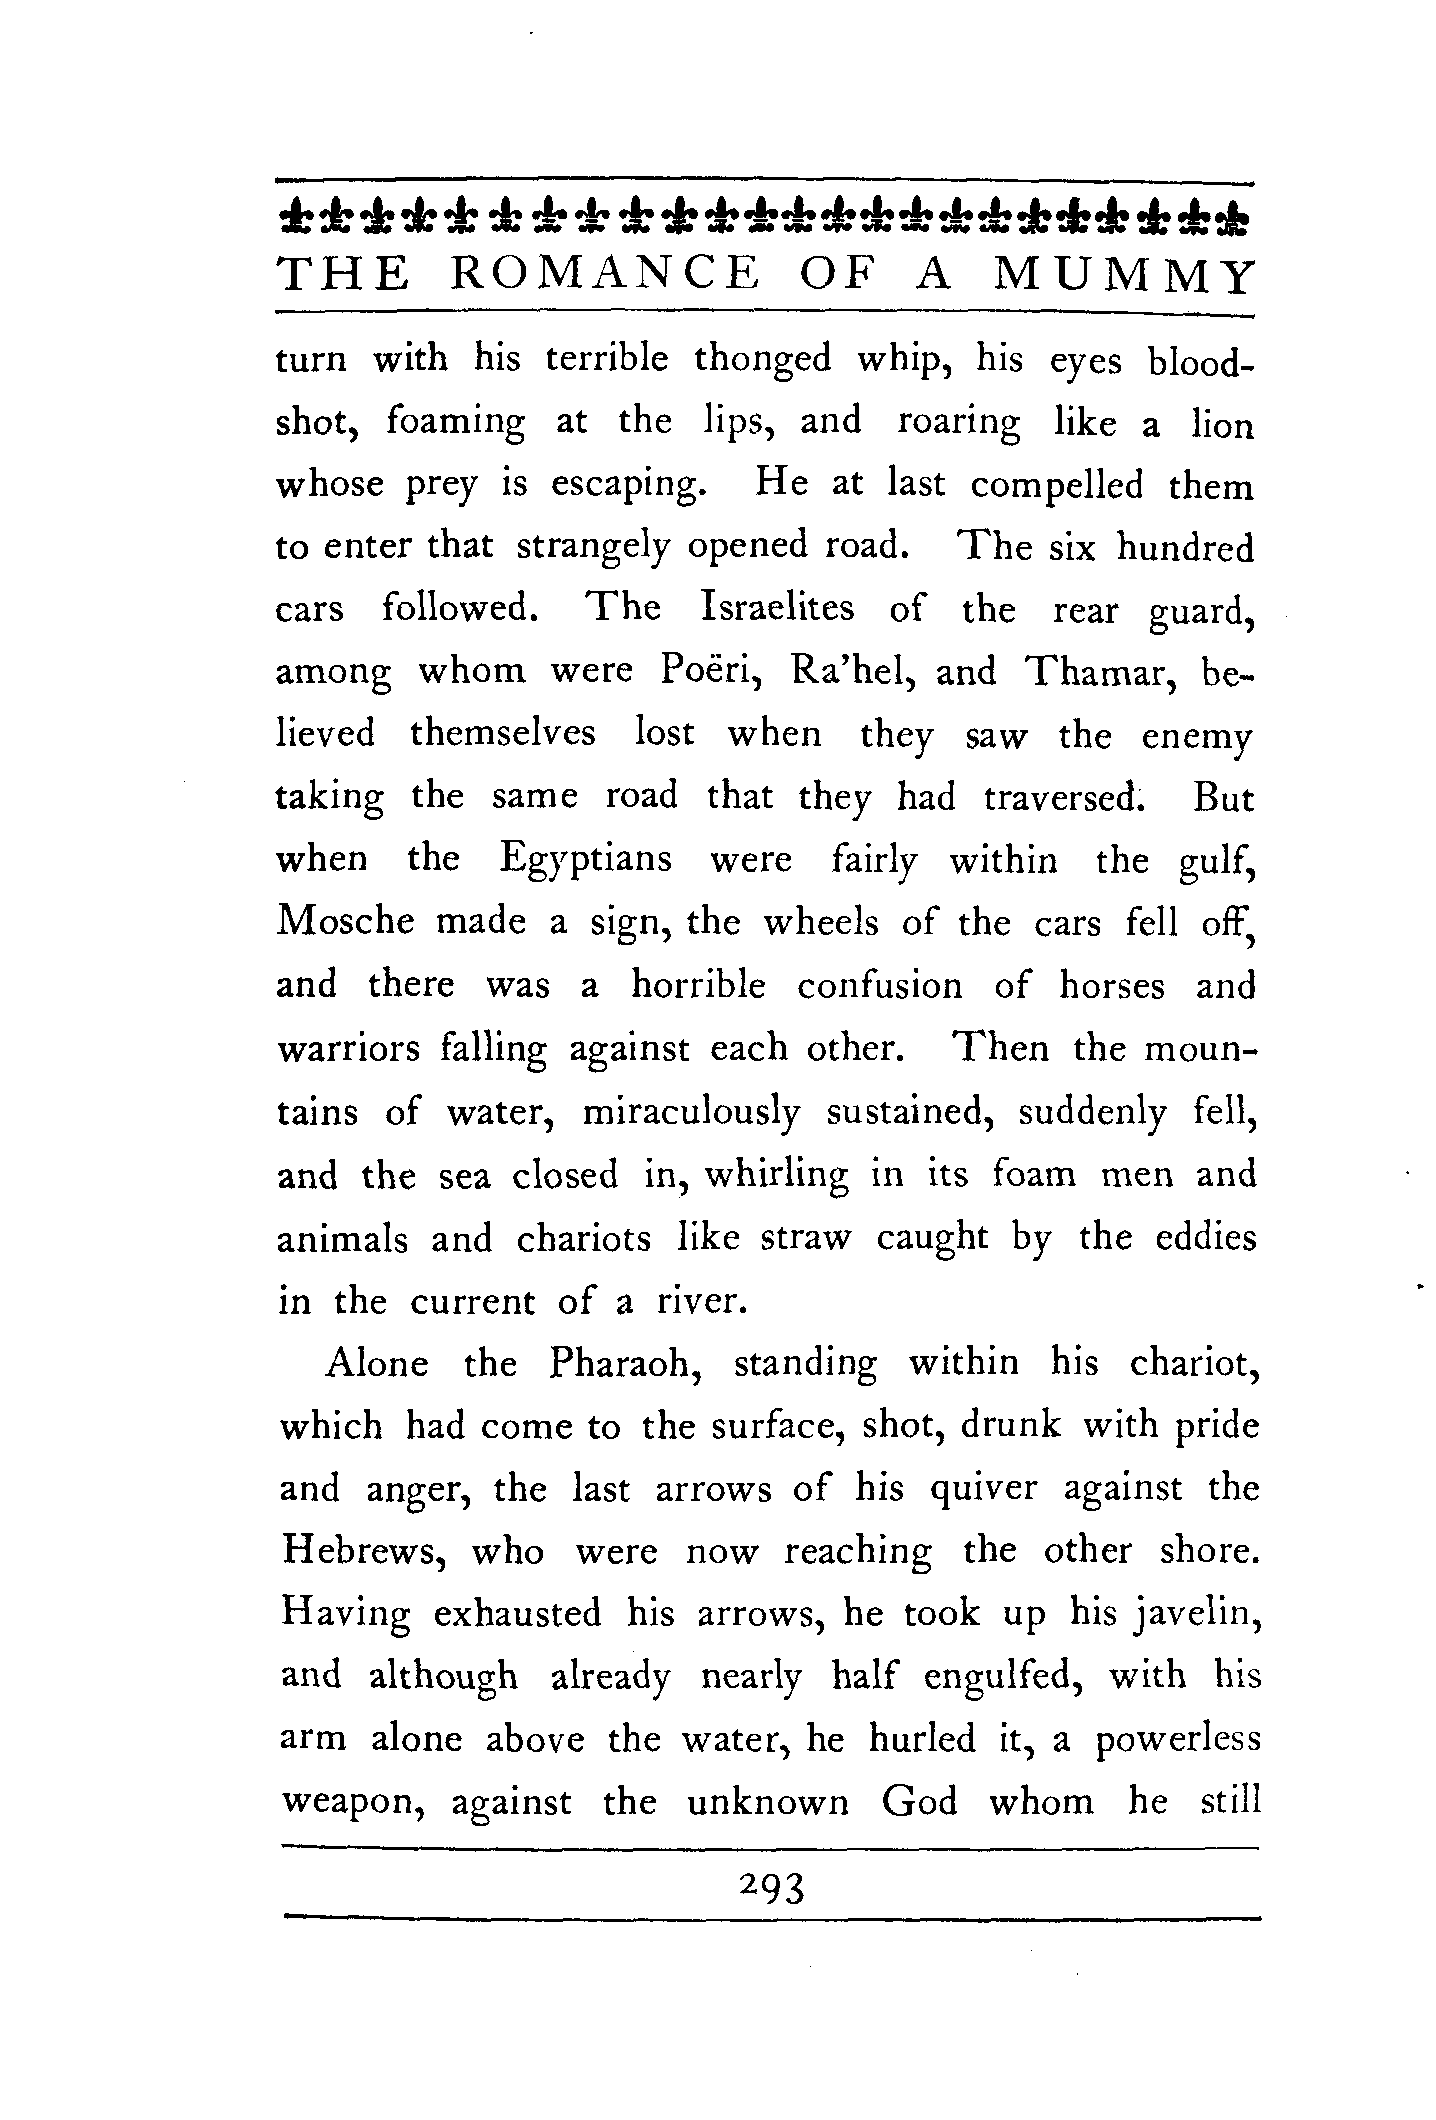 THE ROMANCE OF A MUMMY
turn with his terrible thonged whip, his eyes blood-
shot, foaming at the lips, and roaring like a lion
whose prey is escaping. He at last compelled them
to enter that strangely opened road. The six hundred
cars followed. The Israelites of the rear guard,
among whom were Poëri, Ra'hel, and Thamar, be-
lieved themselves lost when they saw the enemy
taking the same road that they had traversed. But
when the Egyptians were fairly within the gulf,
Mosche made a sign, the wheels of the cars fell off,
and there was a horrible confusion of horses and
warriors falling against each other. Then the moun-
tains of water, miraculously sustained, suddenly fell,
and the sea closed in, whirling in its foam men and
animals and chariots like straw caught by the eddies
in the current of a river.
Alone the Pharaoh, standing within his chariot,
which had come to the surface, shot, drunk with pride
and anger, the last arrows of his quiver against the
Hebrews, who were now reaching the other shore.
Having exhausted his arrows, he took up his javelin,
and although already nearly half engulfed, with his
arm alone above the water, he hurled it, a powerless
weapon, against the unknown God whom he still
293